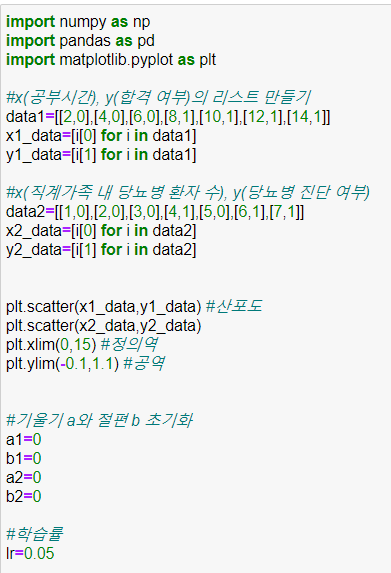 import numpy as np
import pandas as pd
import matplotlib.pyplot as plt
#x(공부시간), y(합격 여부)의 리스트 만들기
data1=[[2,0],[4,0],[6,0],[8,1],[10,1],[12,1],[14,1]]
x1_data=[i[0] for i in data1]
y1_data=[i[1] for i in data1]
#x(직계가족 내 당뇨병 환자 수), y(당뇨병 진단 여부)
data2=[[1,0],[2,0],[3,0],[4,1],[5,0],[6,1],[7,1]]
x2_data=[i[0] for i in data2]
y2_data=[i[1] for i in data2]
plt.scatter(x1_data,y1_data) #산포도
plt.scatter(x2_data,y2_data)
plt.xlim(0,15) #정의역
plt.ylim(-0.1,1.1) #공역
#기울기 a와 절편 b 초기화
a1=0
b1=0
a2=0
b2=0
#학습률
lr=0.05